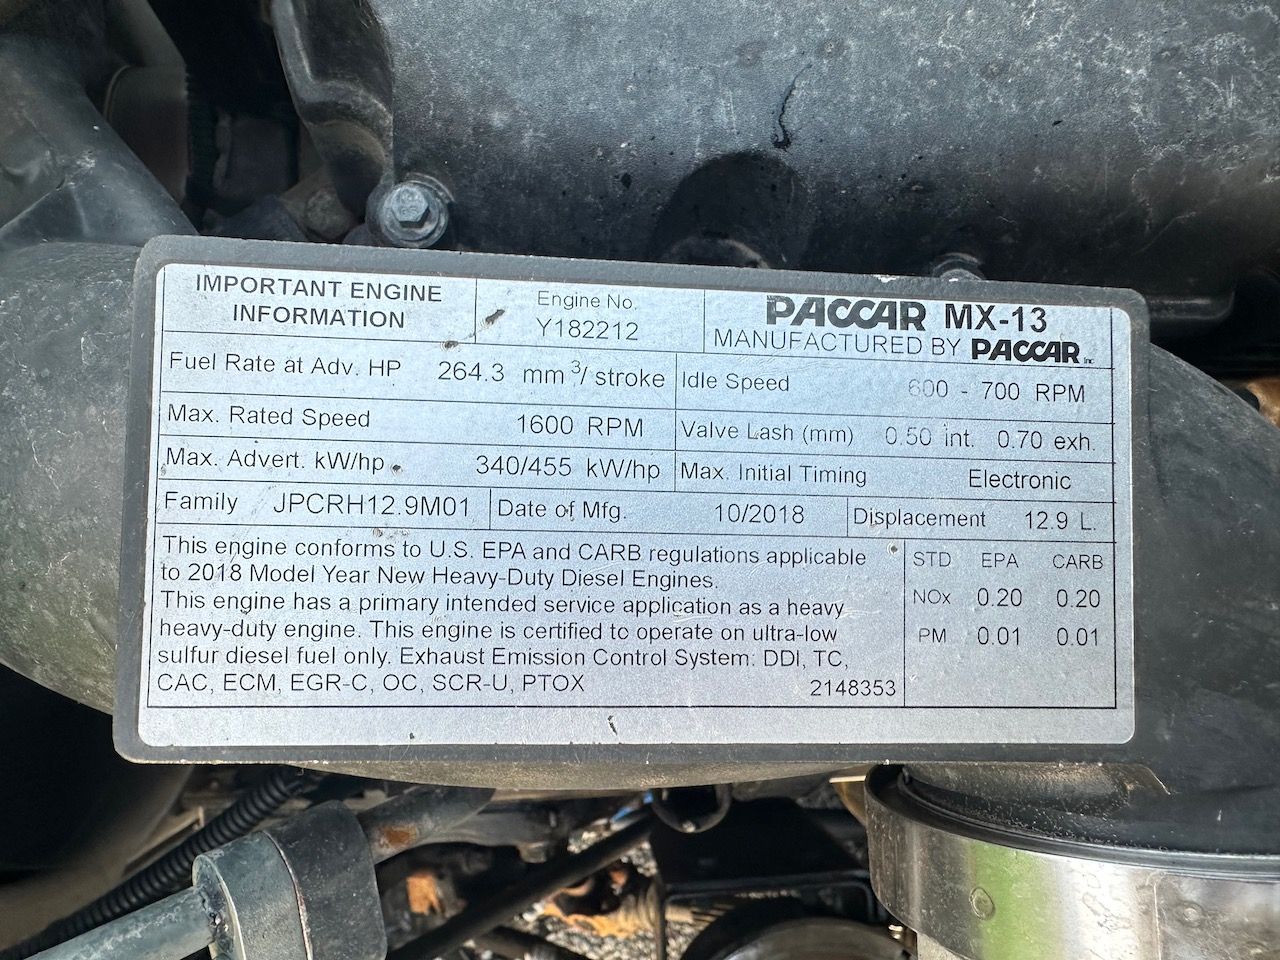 IMPORTANT ENGINE
INFORMATION
Engine No.
Y182212
PACCAR MX-13
MANUFACTURED BY PACCAR Inc
Fuel Rate at Adv. HP 264.3 mm³/ stroke
Idle Speed 600 - 700 RPM
Max. Rated Speed 1600 RPM
Valve Lash (mm) 0.50 int. 0.70 exh.
Max. Advert. kW/hp 340/455 kW/hp
Max. Initial Timing Electronic
Family JPCRH12.9M01
Date of Mfg. 10/2018
Displacement 12.9 L.
This engine conforms to U.S. EPA and CARB regulations applicable
to 2018 Model Year New Heavy-Duty Diesel Engines.
This engine has a primary intended service application as a heavy
heavy-duty engine. This engine is certified to operate on ultra-low
sulfur diesel fuel only. Exhaust Emission Control System: DDI, TC,
CAC, ECM, EGR-C, OC, SCR-U, PTOX 2148353
STD EPA CARB
NOx 0.20 0.20
PM 0.01 0.01